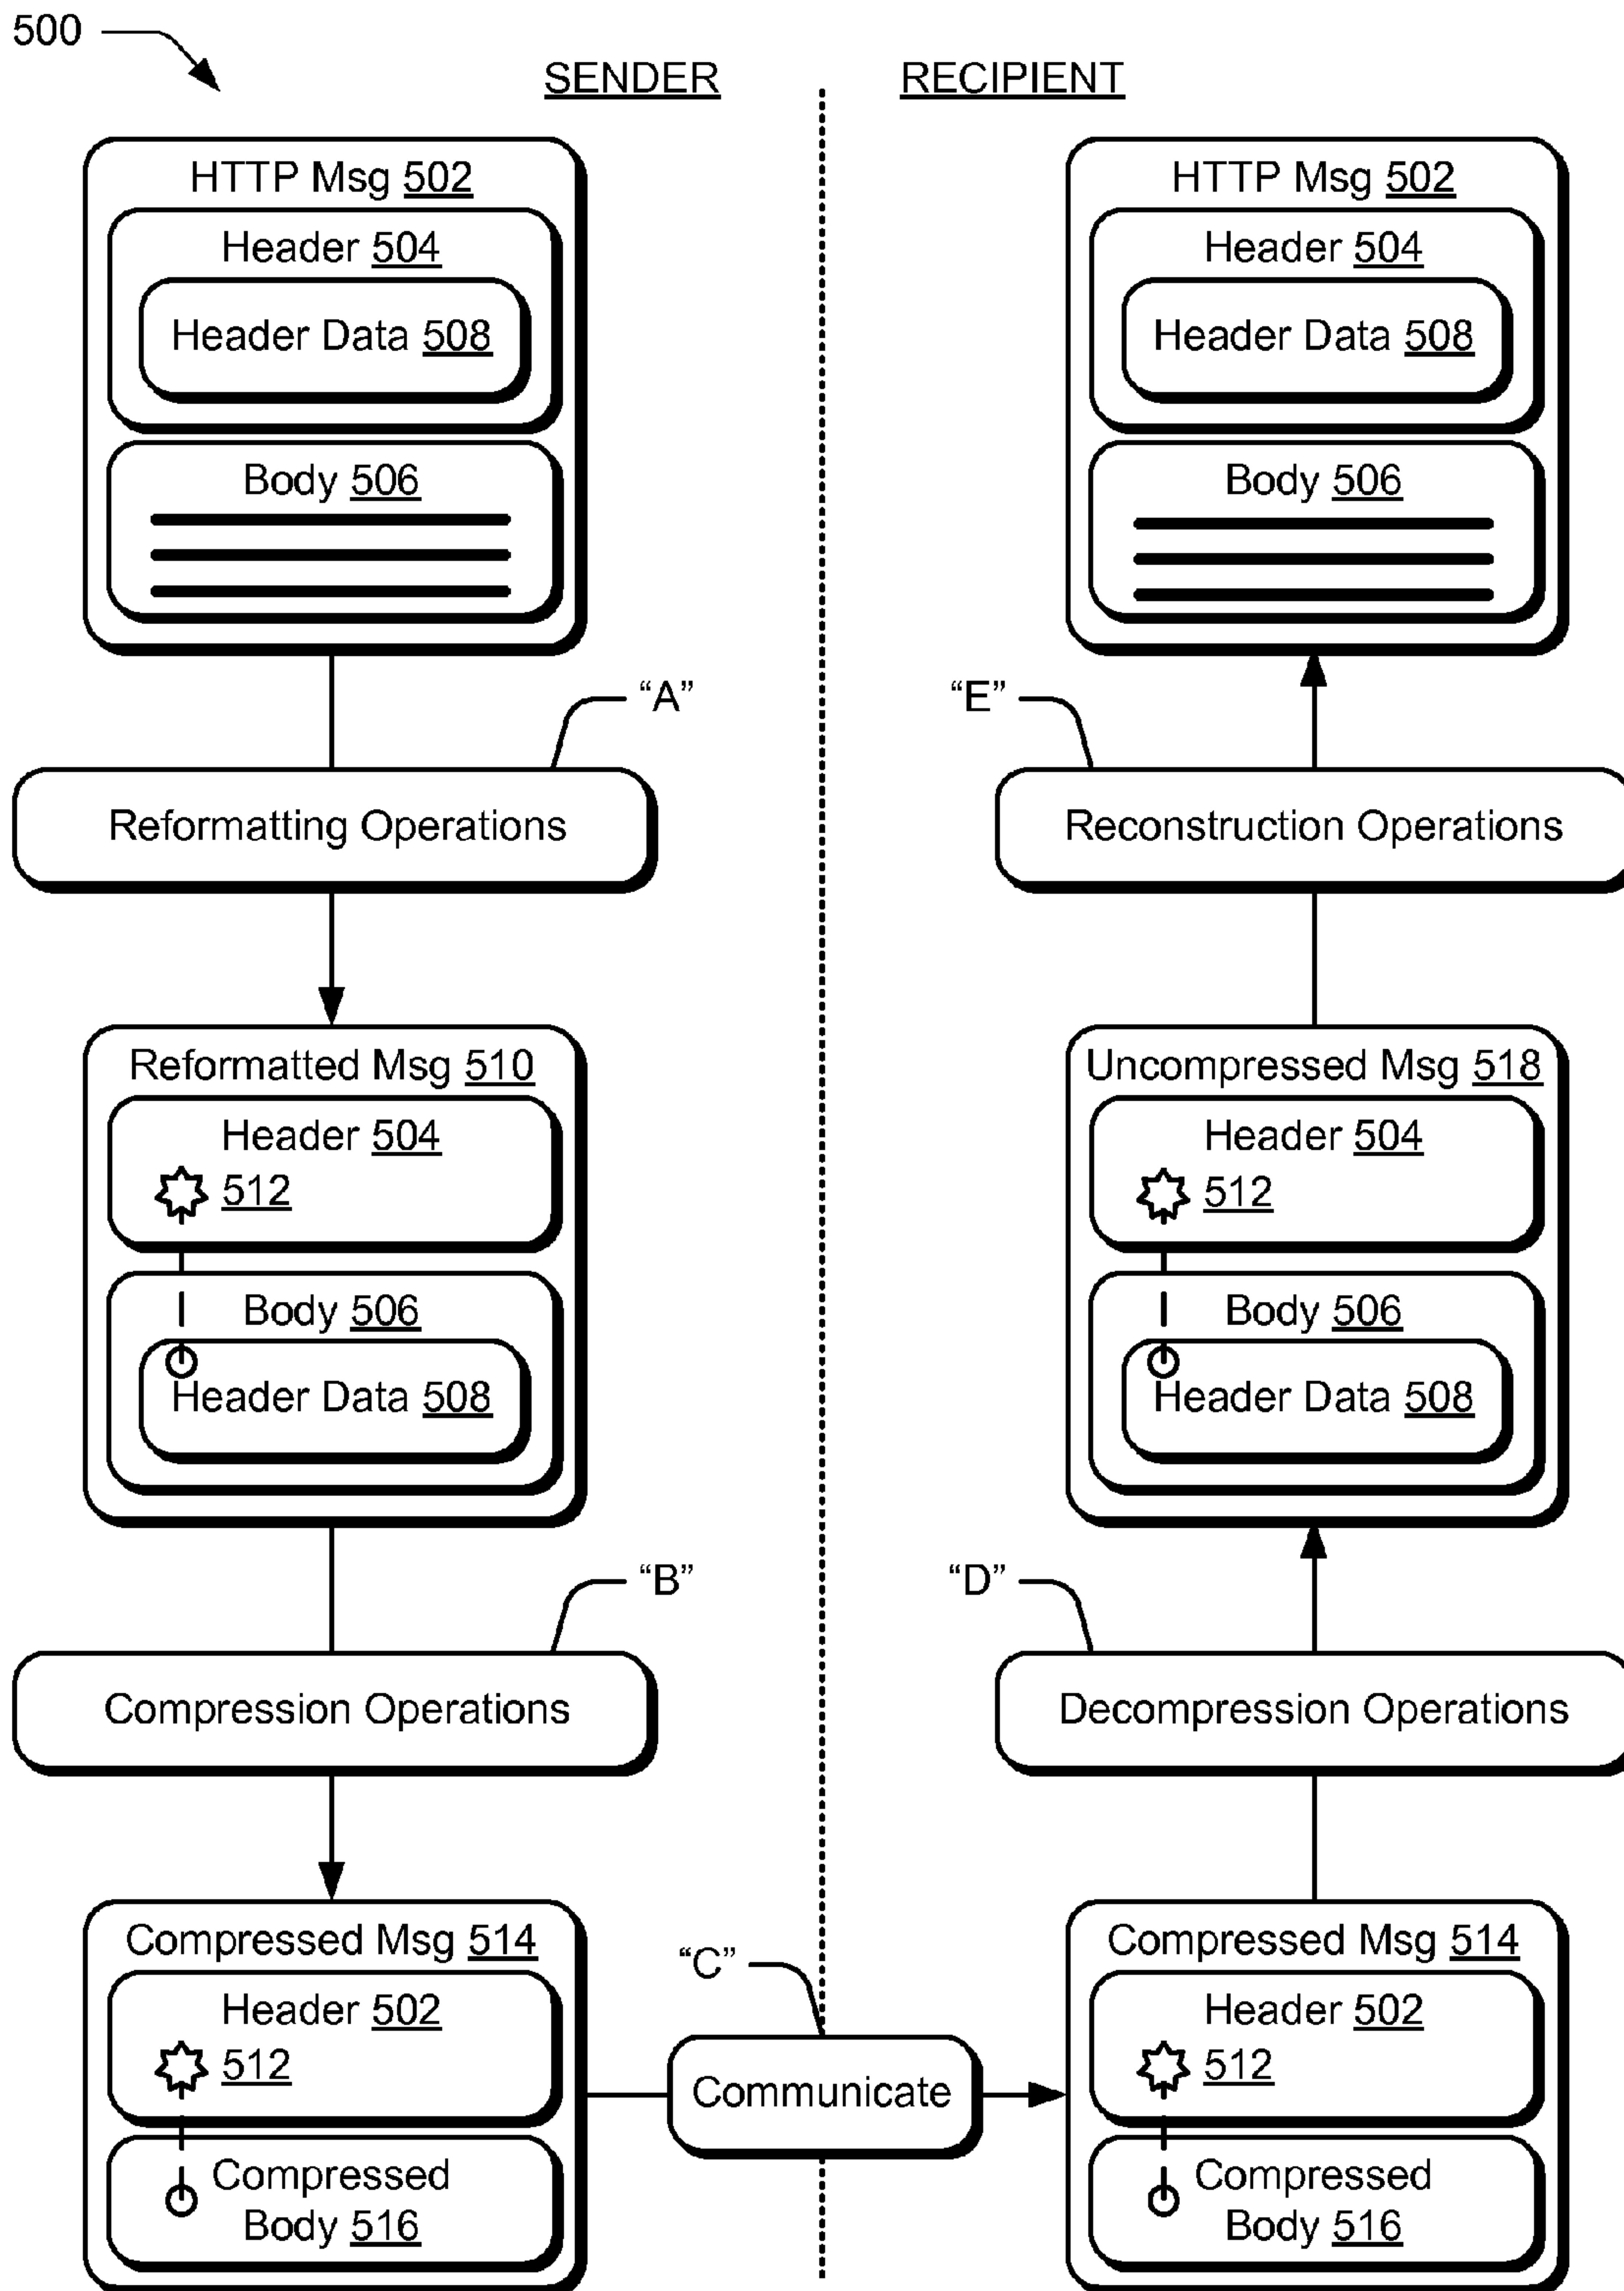 500
SENDER
HTTP Msg 502
Header 504
Header Data 508
Body 506
“A”
Reformatting Operations
Reformatted Msg 510
Header 504
512
Body 506
Header Data 508
“B”
Compression Operations
Compressed Msg 514
Header 502
512
Compressed
Body 516
“C”
Communicate
RECIPIENT
HTTP Msg 502
Header 504
Header Data 508
Body 506
“E”
Reconstruction Operations
Uncompressed Msg 518
Header 504
512
Body 506
Header Data 508
“D”
Decompression Operations
Compressed Msg 514
Header 502
512
Compressed
Body 516